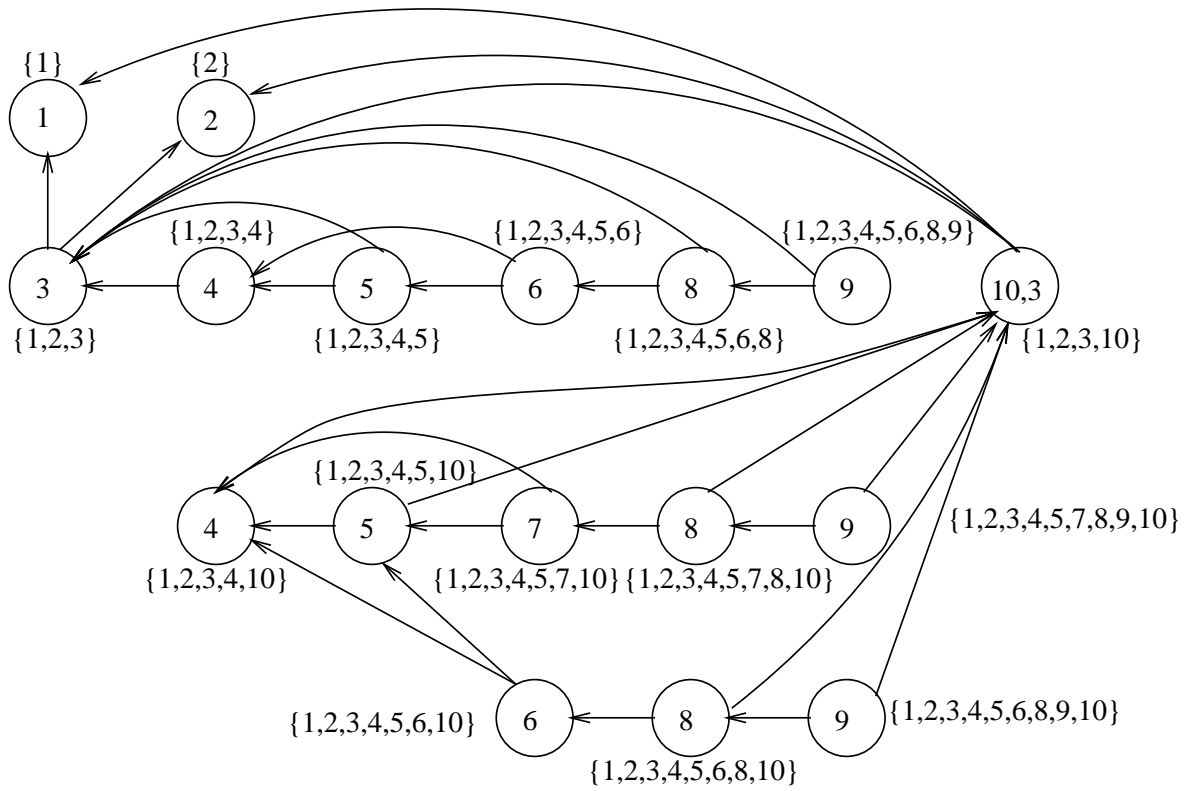 {1} {2}
1 2
{1,2,3,4} {1,2,3,4,5,6} {1,2,3,4,5,6,8,9}
3 4 5 6 8 9 10,3
{1,2,3} {1,2,3,4,5} {1,2,3,4,5,6,8} {1,2,3,10}
{1,2,3,4,5,10}
{1,2,3,4,5,7,8,9,10}
4 5 7 8 9
{1,2,3,4,10} {1,2,3,4,5,7,10} {1,2,3,4,5,7,8,10}
{1,2,3,4,5,6,10} 6 8 9 {1,2,3,4,5,6,8,9,10}
{1,2,3,4,5,6,8,10}